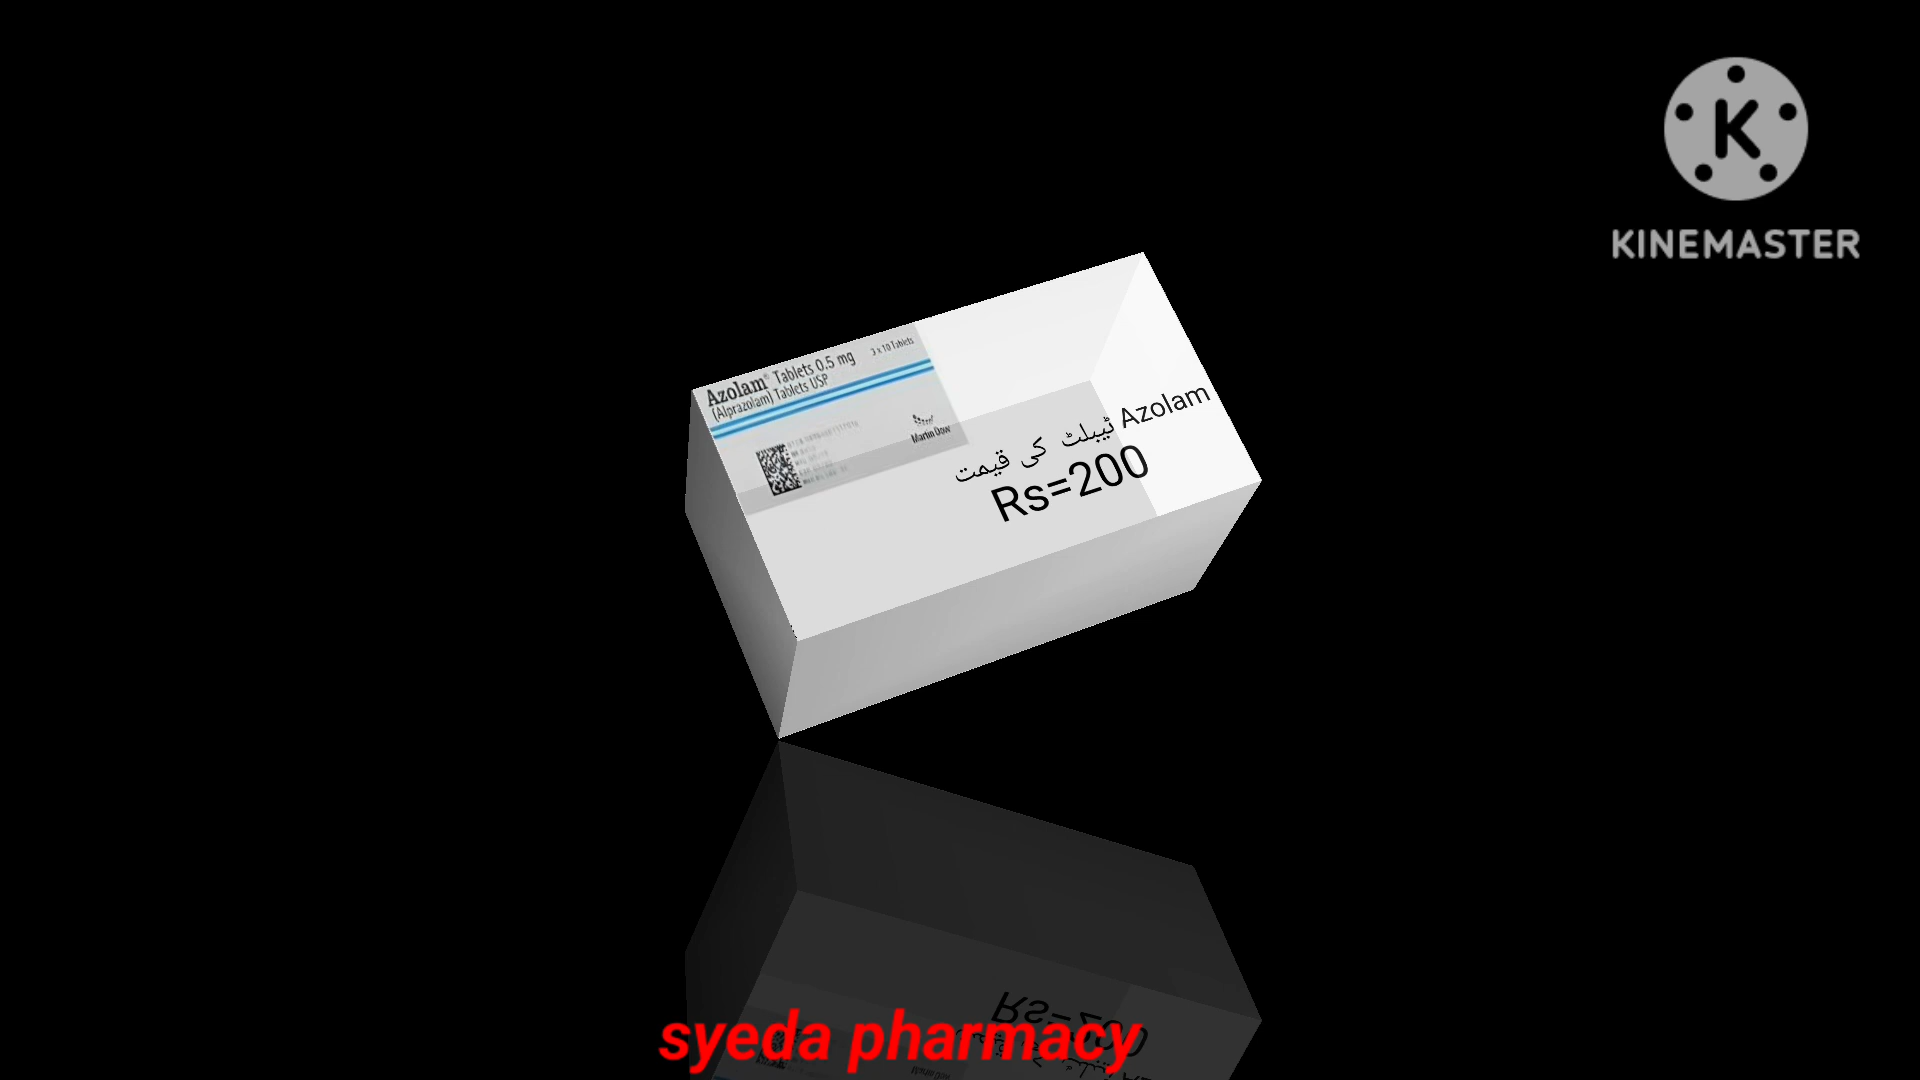 KINEMASTER
Azolam® Tablets 0.5 mg
3 x 10 Tablets
(Alprazolam) Tablets USP
Martin Dow
Azolam ٹیبلٹ کی قیمت
Rs=200
syeda pharmacy